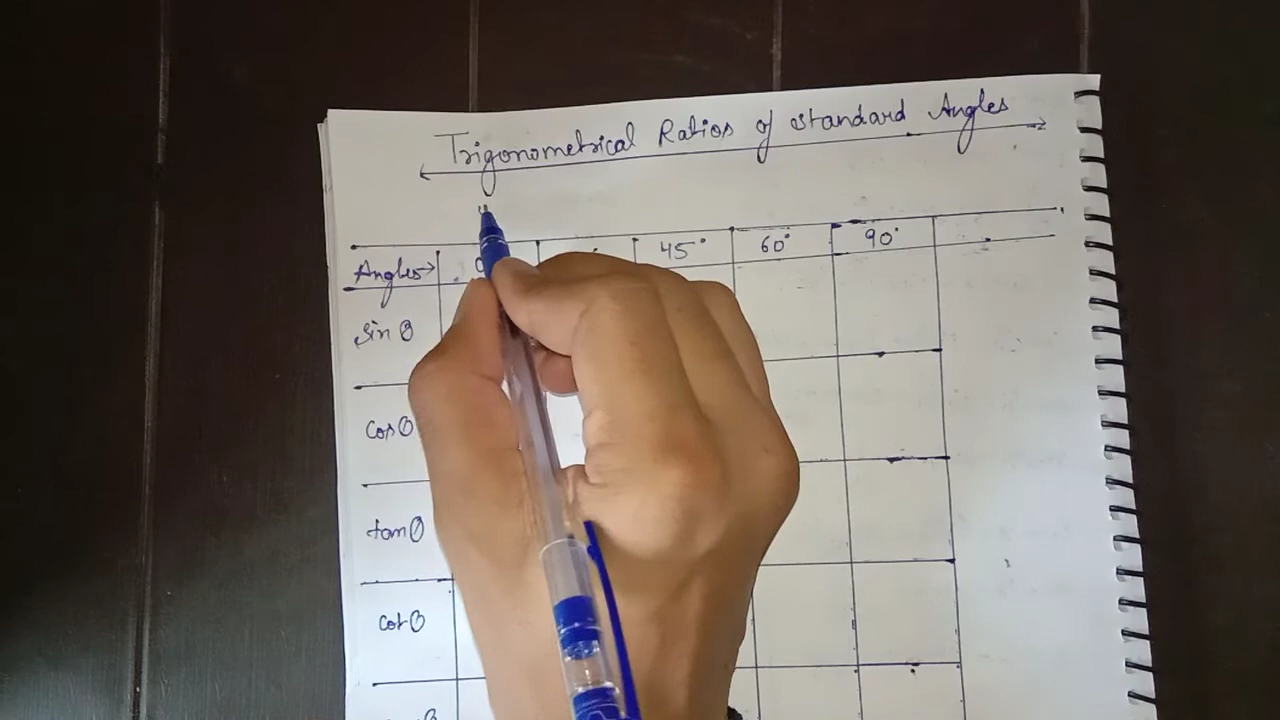 Trigonometrical Ratios of standard Angles
Angles→ 45° 60° 90°
Sin θ
Cos θ
tan θ
cot θ